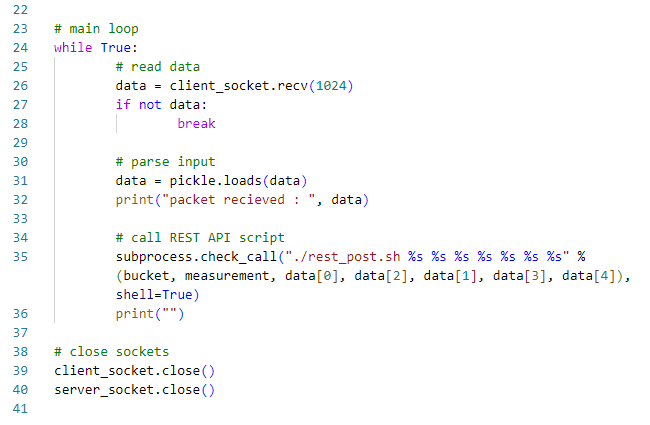 22
23 # main loop
24 while True:
25 # read data
26 data = client_socket.recv(1024)
27 if not data:
28 break
29
30 # parse input
31 data = pickle.loads(data)
32 print("packet recieved : ", data)
33
34 # call REST API script
35 subprocess.check_call("./rest_post.sh %s %s %s %s %s %s %s" %
(bucket, measurement, data[0], data[2], data[1], data[3], data[4]),
shell=True)
36 print("")
37
38 # close sockets
39 client_socket.close()
40 server_socket.close()
41